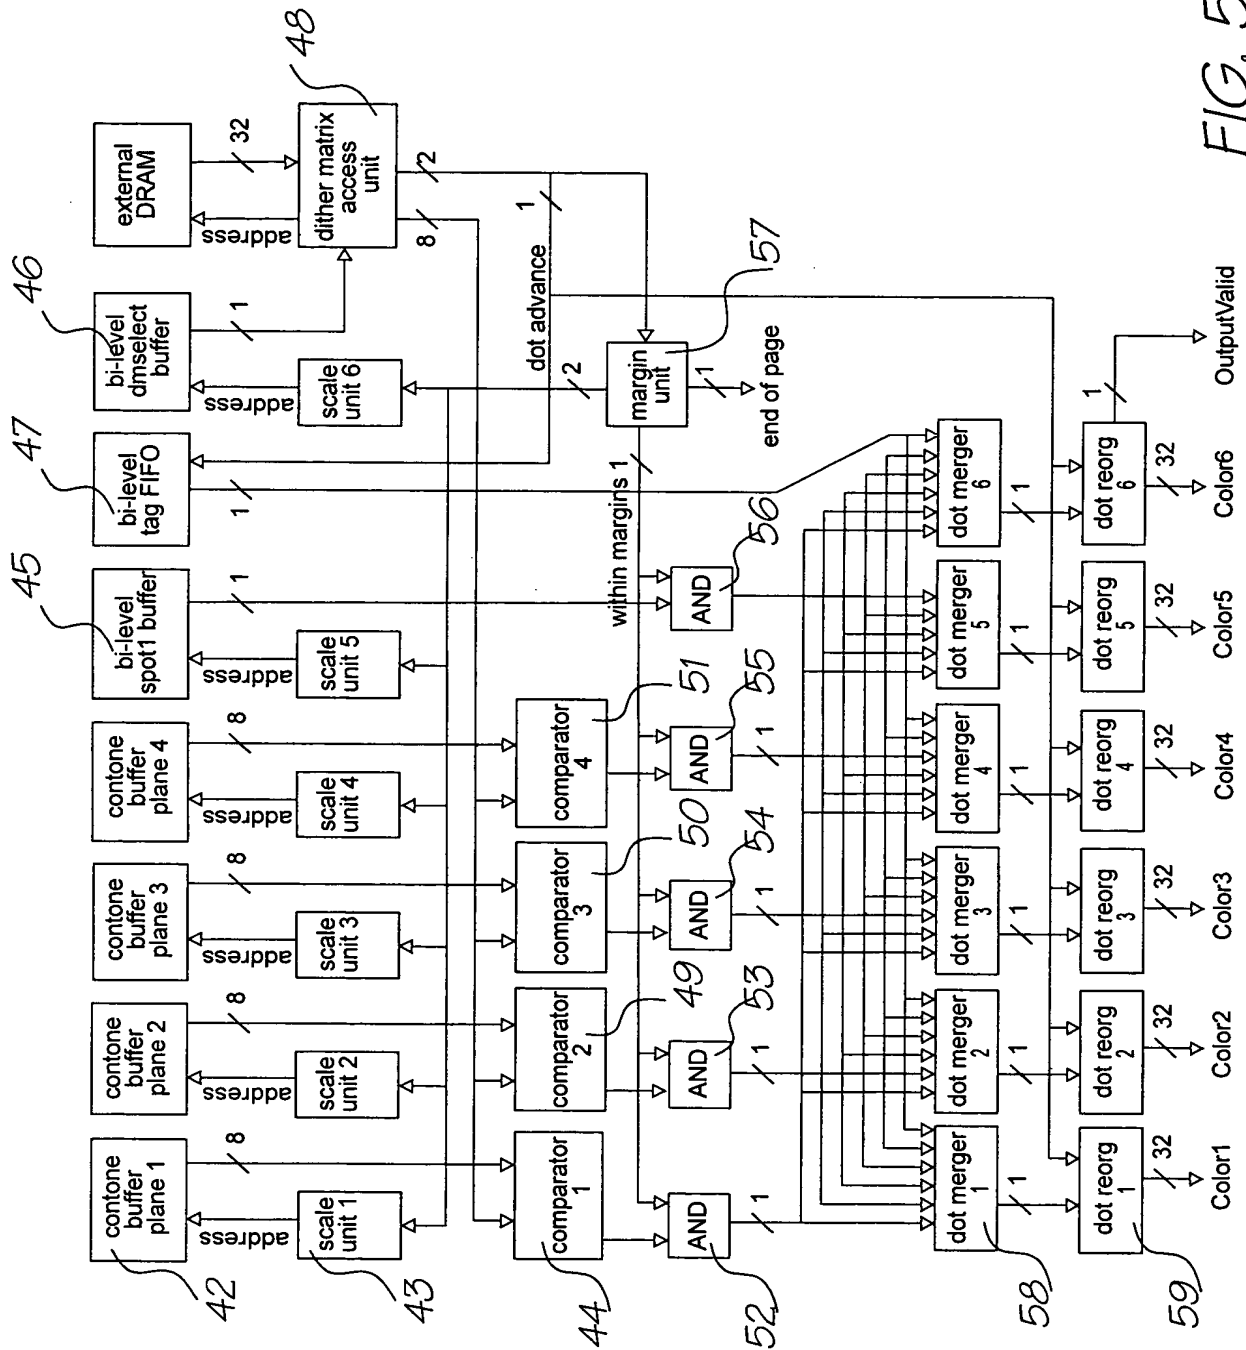 contone
buffer
plane 1
contone
buffer
plane 2
contone
buffer
plane 3
contone
buffer
plane 4
bi-level
spot1 buffer
bi-level
tag FIFO
bi-level
dmselect
buffer
external
DRAM
42
45
47
46
8
8
8
8
1
1
1
32
address
address
address
address
address
address
address
scale
unit 1
scale
unit 2
scale
unit 3
scale
unit 4
scale
unit 5
scale
unit 6
dither matrix
access
unit
43
48
8
2
1
dot advance
comparator
1
comparator
2
comparator
3
comparator
4
44
49
50
51
2
margin
unit
57
1
end of page
within margins 1
AND
AND
AND
AND
AND
52
53
54
55
56
1
1
1
1
dot merger
1
dot merger
2
dot merger
3
dot merger
4
dot merger
5
dot merger
6
58
1
1
1
1
1
1
dot reorg
1
dot reorg
2
dot reorg
3
dot reorg
4
dot reorg
5
dot reorg
6
59
32
32
32
32
32
32
1
Color1
Color2
Color3
Color4
Color5
Color6
OutputValid
FIG. 5